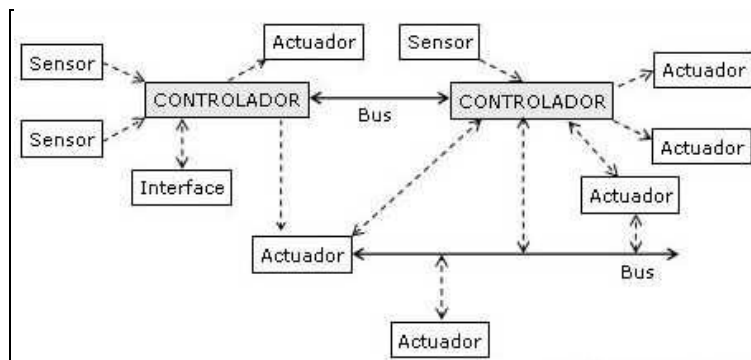 Actuador
Sensor
Sensor
Actuador
CONTROLADOR
CONTROLADOR
Bus
Sensor
Actuador
Interface
Actuador
Actuador
Bus
Actuador